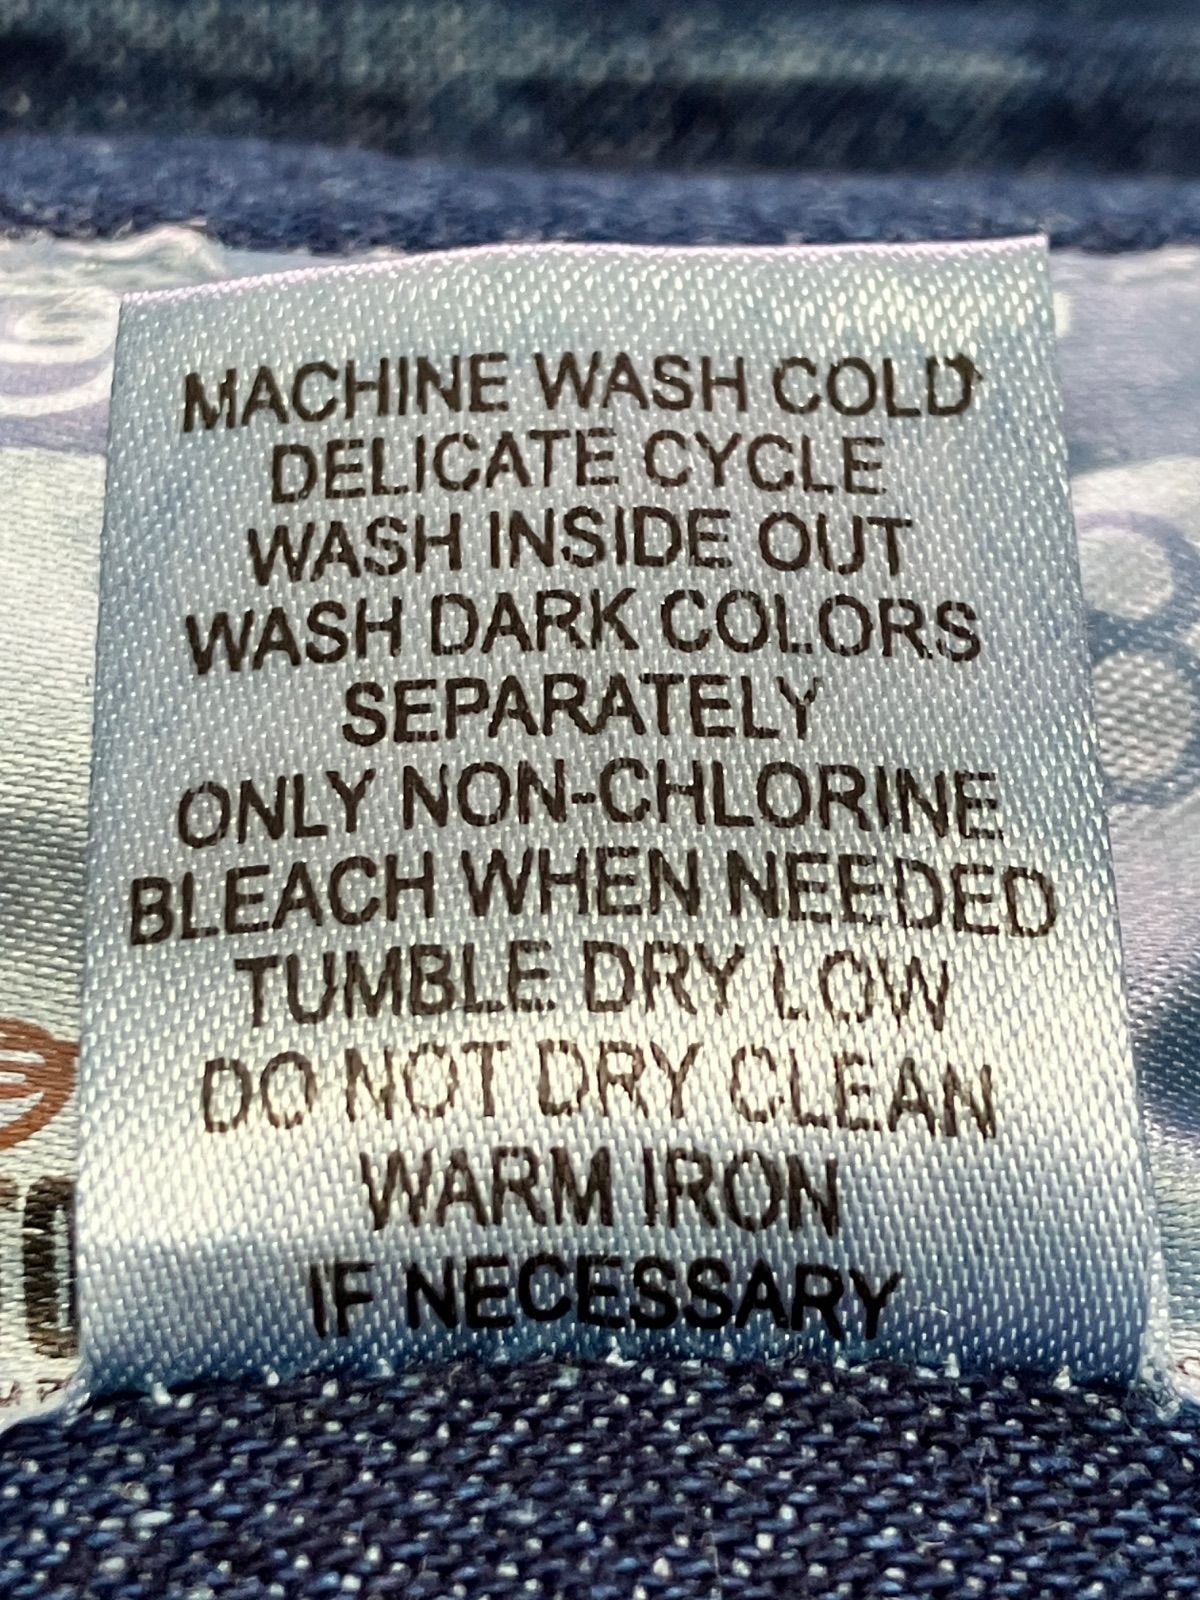 MACHINE WASH COLD
DELICATE CYCLE
WASH INSIDE OUT
WASH DARK COLORS
SEPARATELY
ONLY NON-CHLORINE
BLEACH WHEN NEEDED
TUMBLE DRY LOW
DO NOT DRY CLEAN
WARM IRON
IF NECESSARY